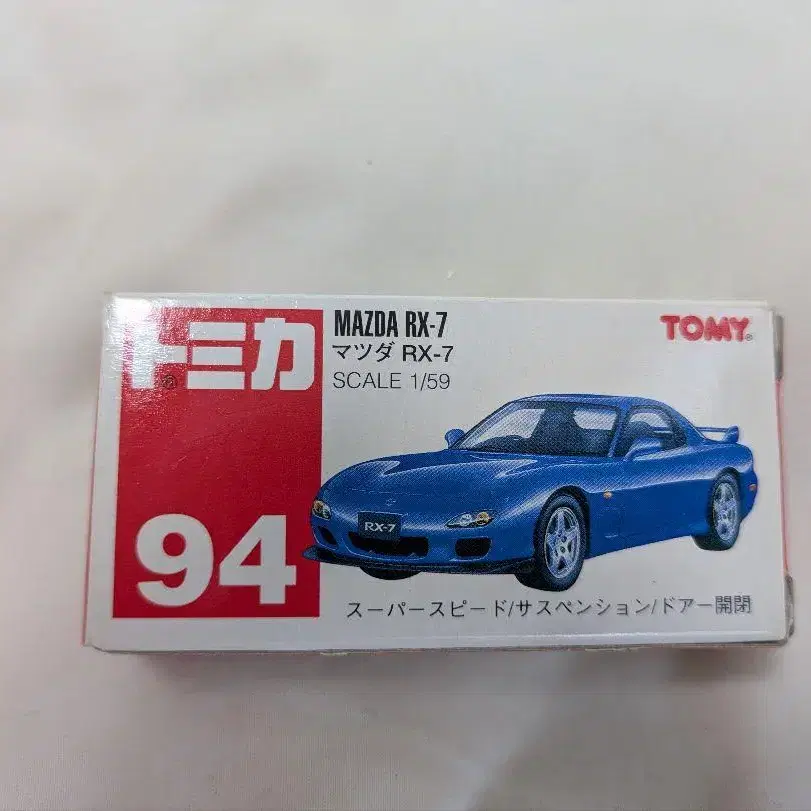 トミカ®
MAZDA RX-7
マツダ RX-7
SCALE 1/59
TOMY®
RX-7
94
スーパースピード/サスペンション/ドアー開閉